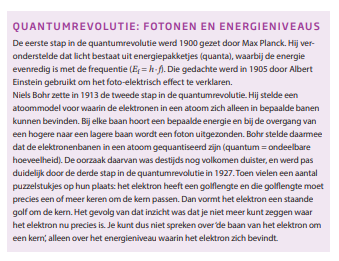 QUANTUMREVOLUTIE: FOTONEN EN ENERGIENIVEAUS
De eerste stap in de quantumrevolutie werd 1900 gezet door Max Planck. Hij ver-
onderstelde dat licht bestaat uit energiepakketjes (quanta), waarbij de energie
evenredig is met de frequentie (Ef = h · f). Die gedachte werd in 1905 door Albert
Einstein gebruikt om het foto-elektrisch effect te verklaren.
Niels Bohr zette in 1913 de tweede stap in de quantumrevolutie. Hij stelde een
atoommodel voor waarin de elektronen in een atoom zich alleen in bepaalde banen
kunnen bevinden. Bij elke baan hoort een bepaalde energie en bij de overgang van
een hogere naar een lagere baan wordt een foton uitgezonden. Bohr stelde daarmee
dat de elektronenbanen in een atoom gequantiseerd zijn (quantum = ondeelbare
hoeveelheid). De oorzaak daarvan was destijds nog volkomen duister, en werd pas
duidelijk door de derde stap in de quantumrevolutie in 1927. Toen vielen een aantal
puzzelstukjes op hun plaats: het elektron heeft een golflengte en die golflengte moet
precies een of meer keren om de kern passen. Dan vormt het elektron een staande
golf om de kern. Het gevolg van dat inzicht was dat je niet meer kunt zeggen waar
het elektron nu precies is. Je kunt dus niet spreken over 'de baan van het elektron om
een kern', alleen over het energieniveau waarin het elektron zich bevindt.